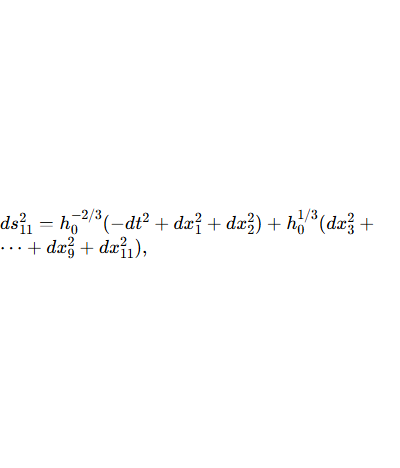 $ds_{11}^2 = h_0^{-2/3}(-dt^2 + dx_1^2 + dx_2^2) + h_0^{1/3}(dx_3^2 +$
$\cdots + dx_9^2 + dx_{11}^2),$